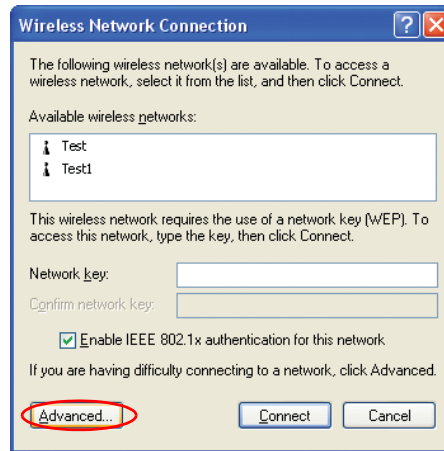 Wireless Network Connection
The following wireless network(s) are available. To access a
wireless network, select it from the list, and then click Connect.
Available wireless networks:
Test
Test1
This wireless network requires the use of a network key (WEP). To
access this network, type the key, then click Connect.
Network key:
Confirm network key:
Enable IEEE 802.1x authentication for this network
If you are having difficulty connecting to a network, click Advanced.
Advanced... Connect Cancel